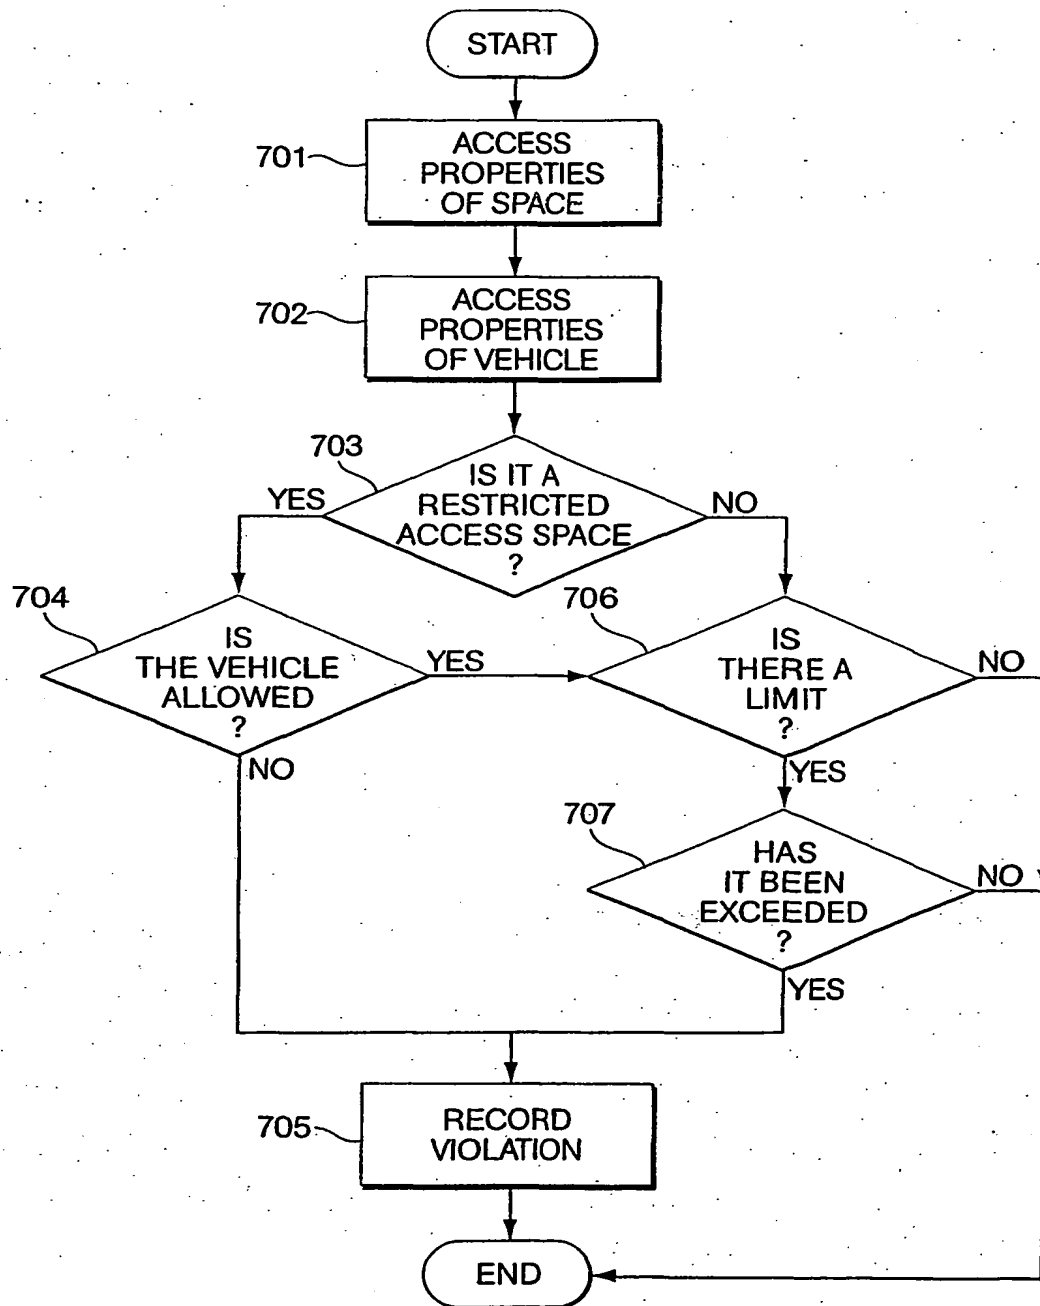 START
701
ACCESS
PROPERTIES
OF SPACE
702
ACCESS
PROPERTIES
OF VEHICLE
703
IS IT A
RESTRICTED
ACCESS SPACE
?
YES
NO
704
IS
THE VEHICLE
ALLOWED
?
YES
NO
706
IS
THERE A
LIMIT
?
NO
YES
707
HAS
IT BEEN
EXCEEDED
?
NO
YES
705
RECORD
VIOLATION
END